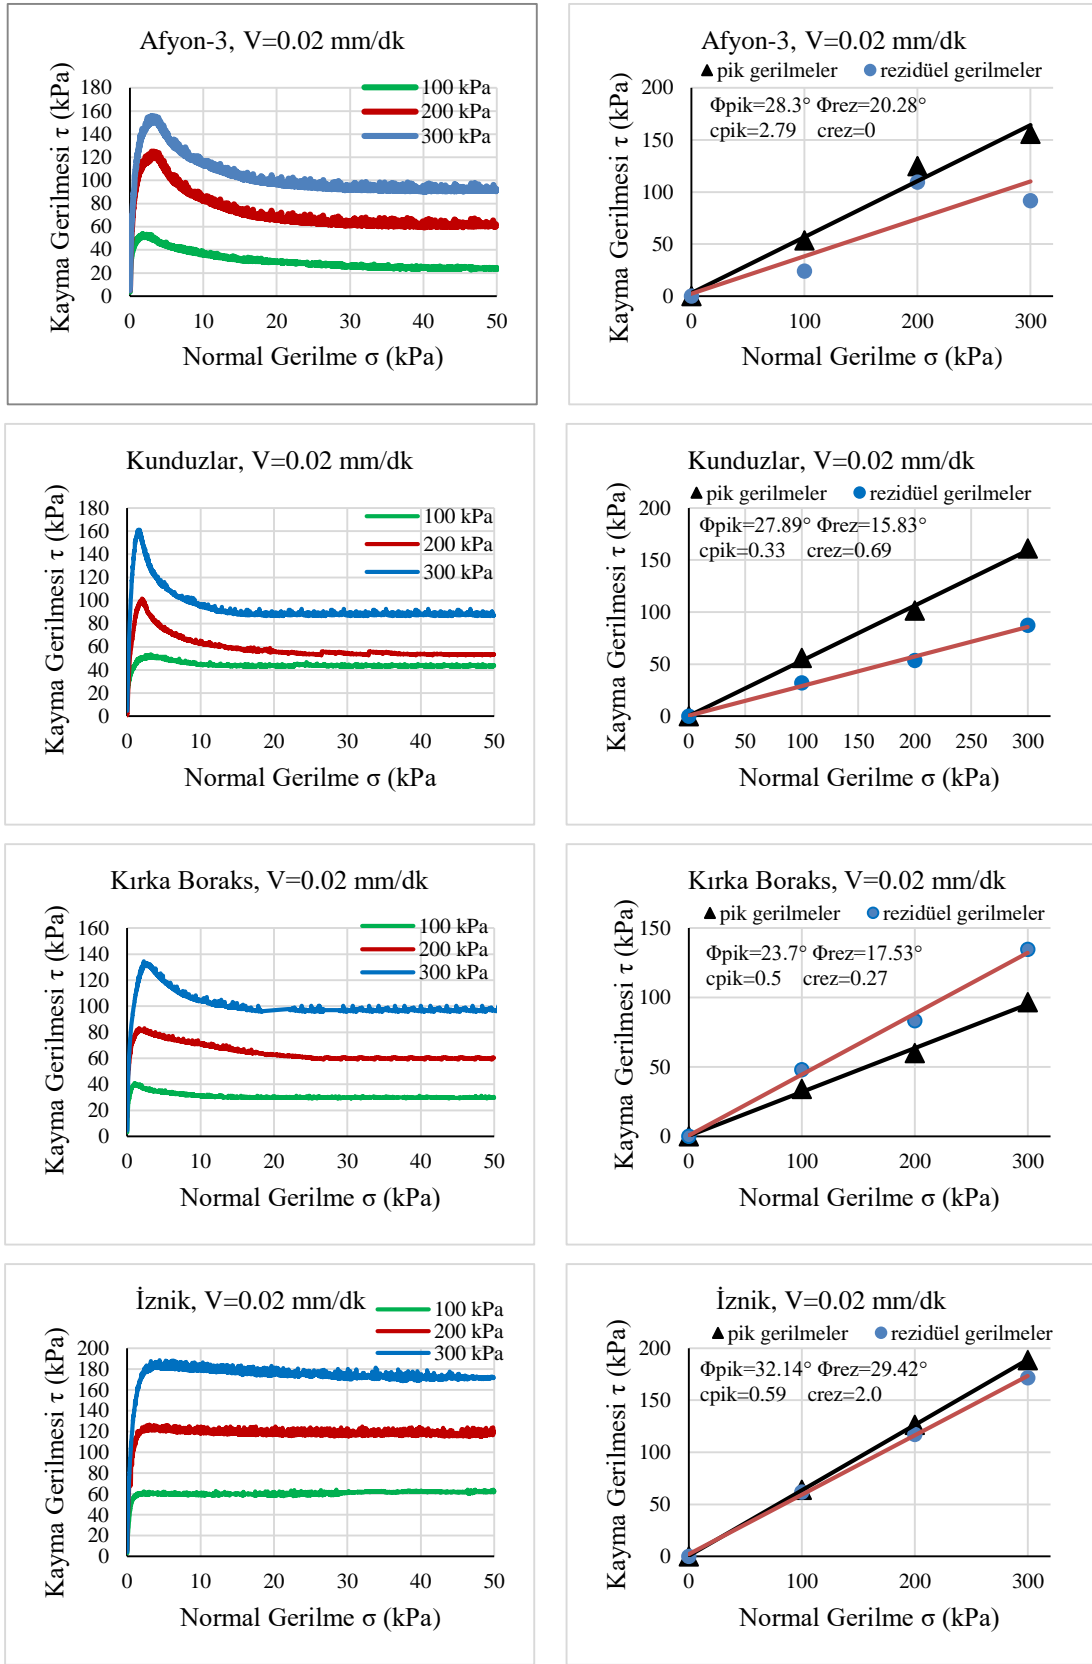 Afyon-3, V=0.02 mm/dk
100 kPa
200 kPa
300 kPa
Kayma Gerilmesi τ (kPa)
180
160
140
120
100
80
60
40
20
0
0 10 20 30 40 50
Normal Gerilme σ (kPa)
Afyon-3, V=0.02 mm/dk
pik gerilmeler rezidüel gerilmeler
Φpik=28.3° Φrez=20.28°
cpik=2.79 crez=0
Kayma Gerilmesi τ (kPa)
200
150
100
50
0
0 100 200 300
Normal Gerilme σ (kPa)
Kunduzlar, V=0.02 mm/dk
100 kPa
200 kPa
300 kPa
Kayma Gerilmesi τ (kPa)
180
160
140
120
100
80
60
40
20
0
0 10 20 30 40 50
Normal Gerilme σ (kPa
Kunduzlar, V=0.02 mm/dk
pik gerilmeler rezidüel gerilmeler
Φpik=27.89° Φrez=15.83°
cpik=0.33 crez=0.69
Kayma Gerilmesi τ (kPa)
200
150
100
50
0
0 50 100 150 200 250 300
Normal Gerilme σ (kPa)
Kırka Boraks, V=0.02 mm/dk
100 kPa
200 kPa
300 kPa
Kayma Gerilmesi τ (kPa)
160
140
120
100
80
60
40
20
0
0 10 20 30 40 50
Normal Gerilme σ (kPa)
Kırka Boraks, V=0.02 mm/dk
pik gerilmeler rezidüel gerilmeler
Φpik=23.7° Φrez=17.53°
cpik=0.5 crez=0.27
Kayma Gerilmesi τ (kPa)
150
100
50
0
0 100 200 300
Normal Gerilme σ (kPa)
İznik, V=0.02 mm/dk
100 kPa
200 kPa
300 kPa
Kayma Gerilmesi τ (kPa)
200
180
160
140
120
100
80
60
40
20
0
0 10 20 30 40 50
Normal Gerilme σ (kPa)
İznik, V=0.02 mm/dk
pik gerilmeler rezidüel gerilmeler
Φpik=32.14° Φrez=29.42°
cpik=0.59 crez=2.0
Kayma Gerilmesi τ (kPa)
200
150
100
50
0
0 100 200 300
Normal Gerilme σ (kPa)